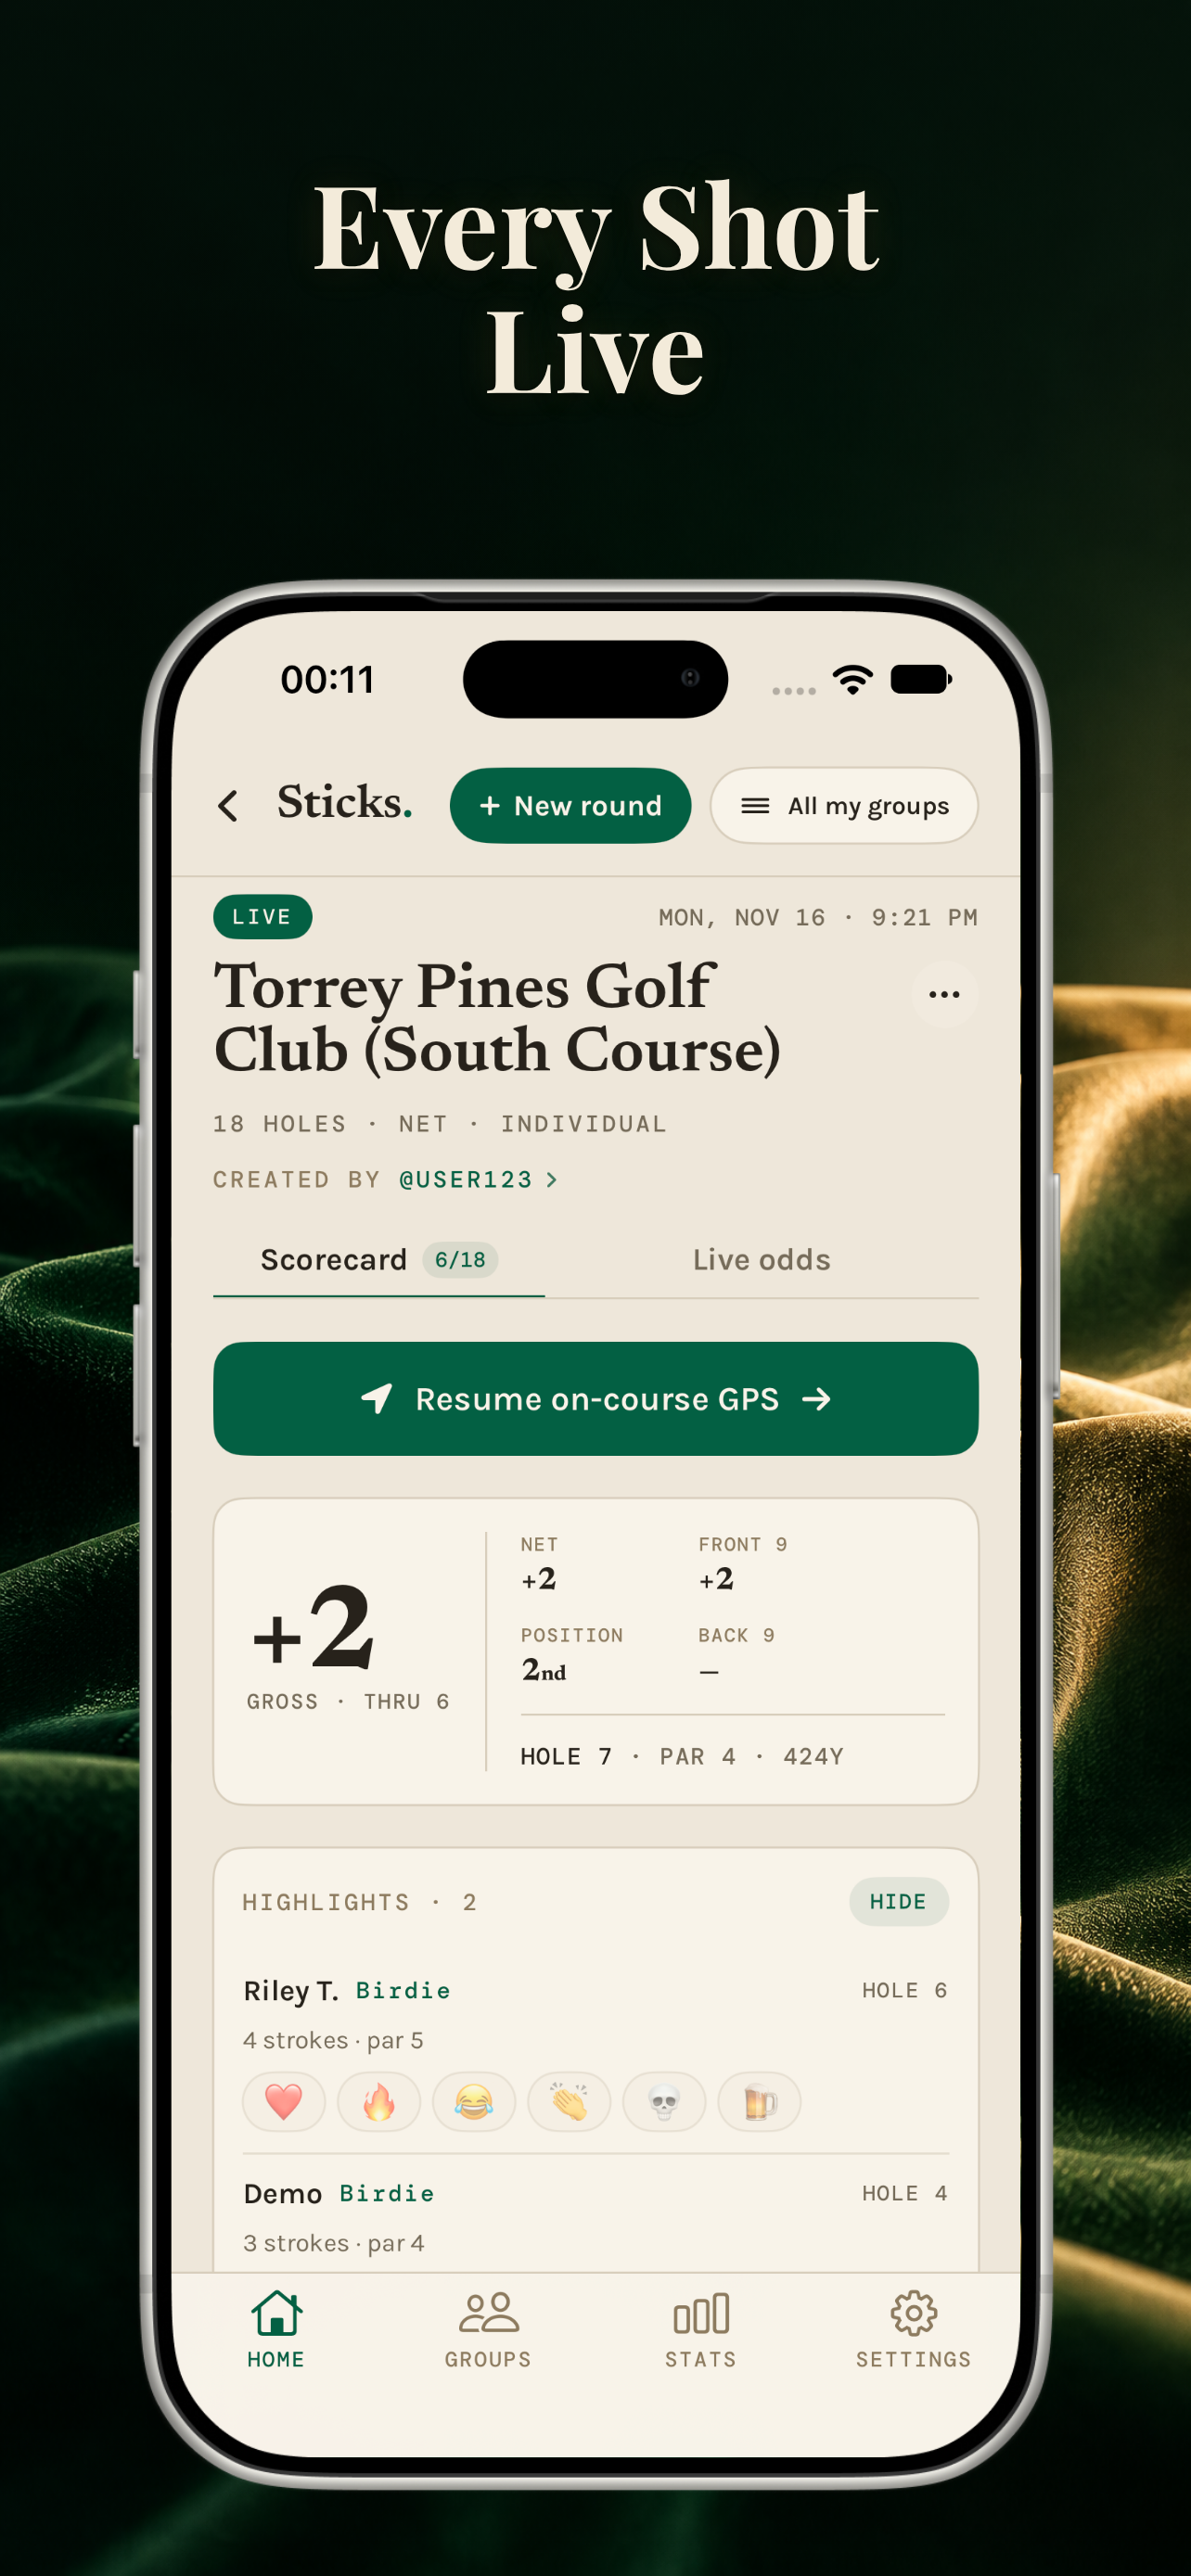 Every Shot
Live
00:11
Sticks.
+ New round
All my groups
LIVE
MON, NOV 16 · 9:21 PM
Torrey Pines Golf
Club (South Course)
18 HOLES · NET · INDIVIDUAL
CREATED BY @USER123 >
Scorecard 6/18
Live odds
Resume on-course GPS →
+2
GROSS · THRU 6
NET
FRONT 9
+2
+2
POSITION
BACK 9
2nd
—
HOLE 7 · PAR 4 · 424Y
HIGHLIGHTS · 2
HIDE
Riley T. Birdie
HOLE 6
4 strokes · par 5
Demo Birdie
HOLE 4
3 strokes · par 4
HOME
GROUPS
STATS
SETTINGS